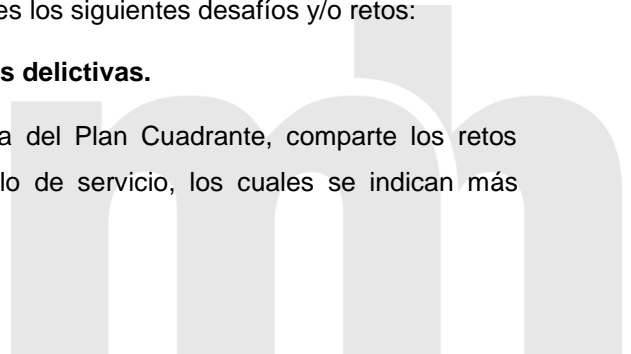 es los siguientes desafíos y/o retos:
s delictivas.
a del Plan Cuadrante, comparte los retos
lo de servicio, los cuales se indican más